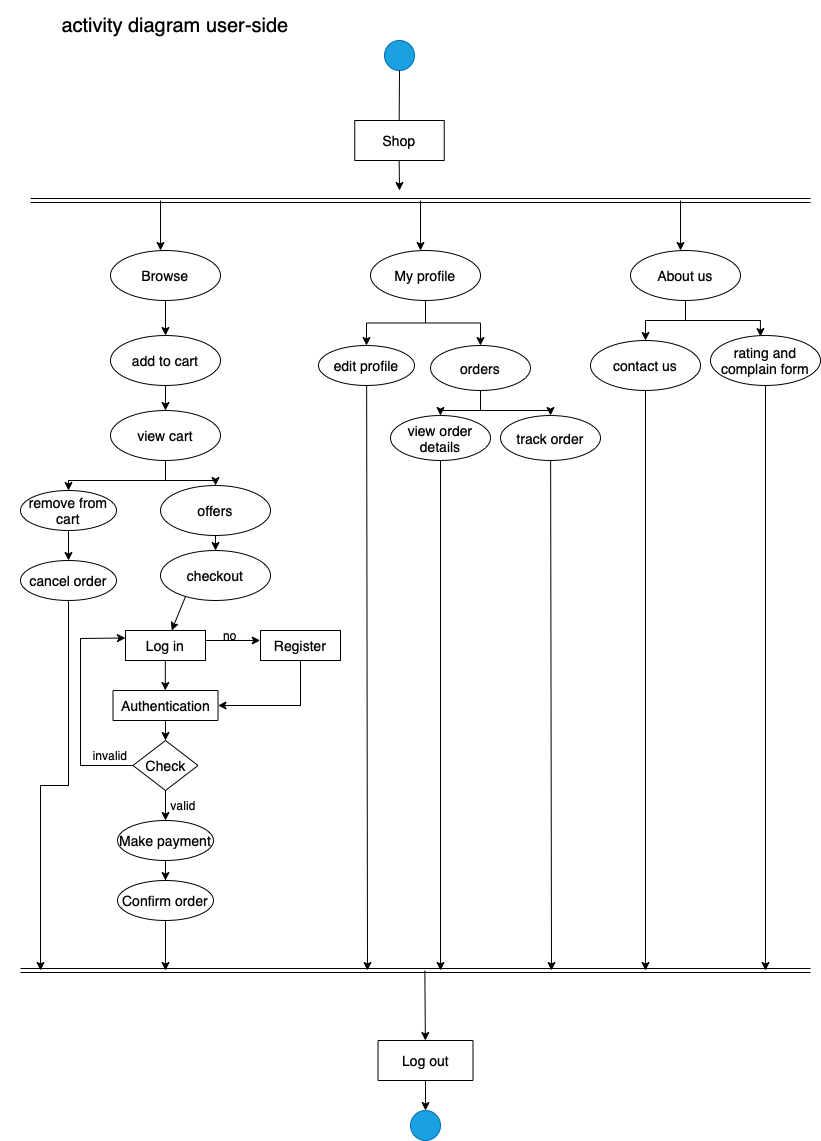 activity diagram user-side
Shop
Browse
My profile
About us
add to cart
edit profile
orders
contact us
rating and
complain form
view cart
view order
details
track order
remove from
cart
offers
cancel order
checkout
Log in
no
Register
Authentication
invalid
Check
valid
Make payment
Confirm order
Log out